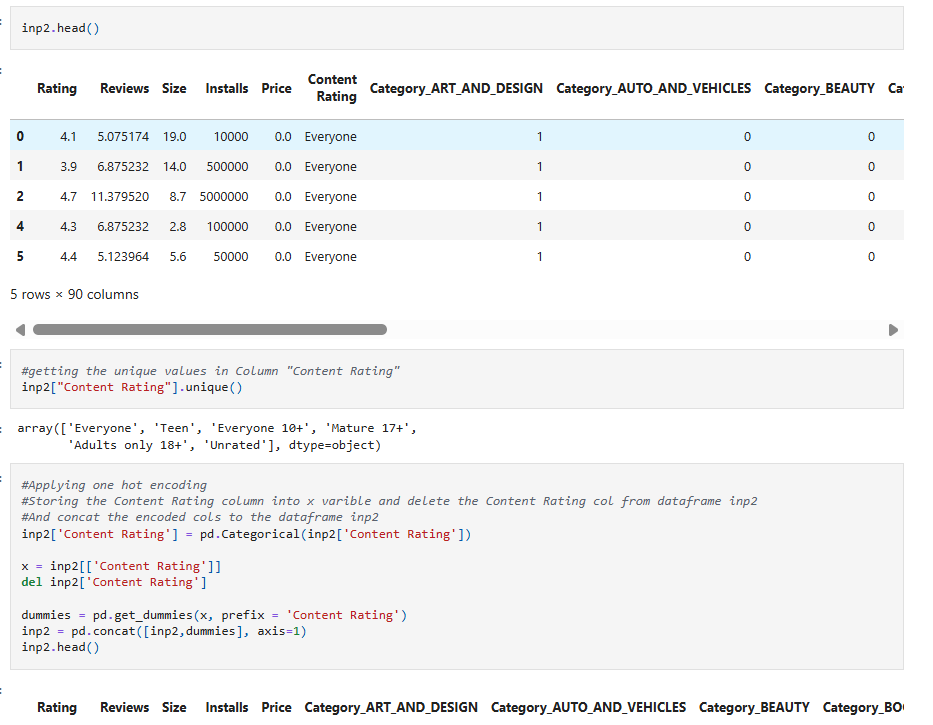 inp2.head()
Rating Reviews Size Installs Price Content Rating Category_ART_AND_DESIGN Category_AUTO_AND_VEHICLES Category_BEAUTY Ca
0 4.1 5.075174 19.0 10000 0.0 Everyone 1 0 0
1 3.9 6.875232 14.0 500000 0.0 Everyone 1 0 0
2 4.7 11.379520 8.7 5000000 0.0 Everyone 1 0 0
4 4.3 6.875232 2.8 100000 0.0 Everyone 1 0 0
5 4.4 5.123964 5.6 50000 0.0 Everyone 1 0 0
5 rows × 90 columns
#getting the unique values in Column "Content Rating"
inp2["Content Rating"].unique()
array(['Everyone', 'Teen', 'Everyone 10+', 'Mature 17+',
'Adults only 18+', 'Unrated'], dtype=object)
#Applying one hot encoding
#Storing the Content Rating column into x varible and delete the Content Rating col from dataframe inp2
#And concat the encoded cols to the dataframe inp2
inp2['Content Rating'] = pd.Categorical(inp2['Content Rating'])
x = inp2[['Content Rating']]
del inp2['Content Rating']
dummies = pd.get_dummies(x, prefix = 'Content Rating')
inp2 = pd.concat([inp2,dummies], axis=1)
inp2.head()
Rating Reviews Size Installs Price Category_ART_AND_DESIGN Category_AUTO_AND_VEHICLES Category_BEAUTY Category_BO